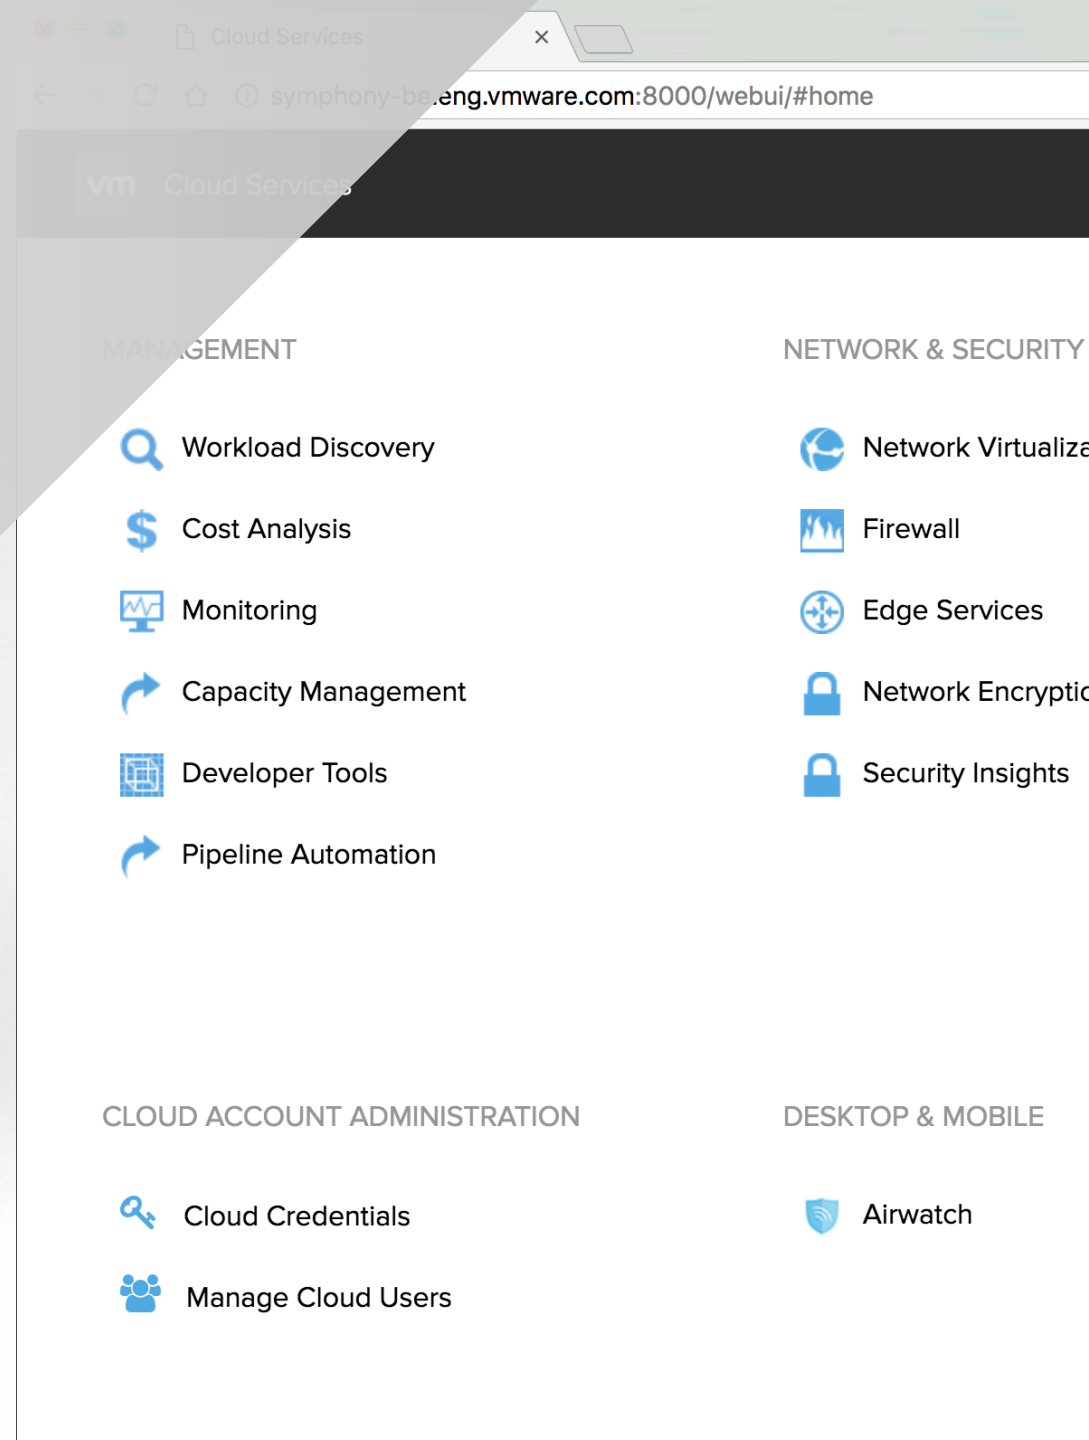 Cloud Services
symphony-be.eng.vmware.com:8000/webui/#home
vm Cloud Services
MANAGEMENT
Workload Discovery
Cost Analysis
Monitoring
Capacity Management
Developer Tools
Pipeline Automation
NETWORK & SECURITY
Network Virtualiza
Firewall
Edge Services
Network Encryptio
Security Insights
CLOUD ACCOUNT ADMINISTRATION
Cloud Credentials
Manage Cloud Users
DESKTOP & MOBILE
Airwatch